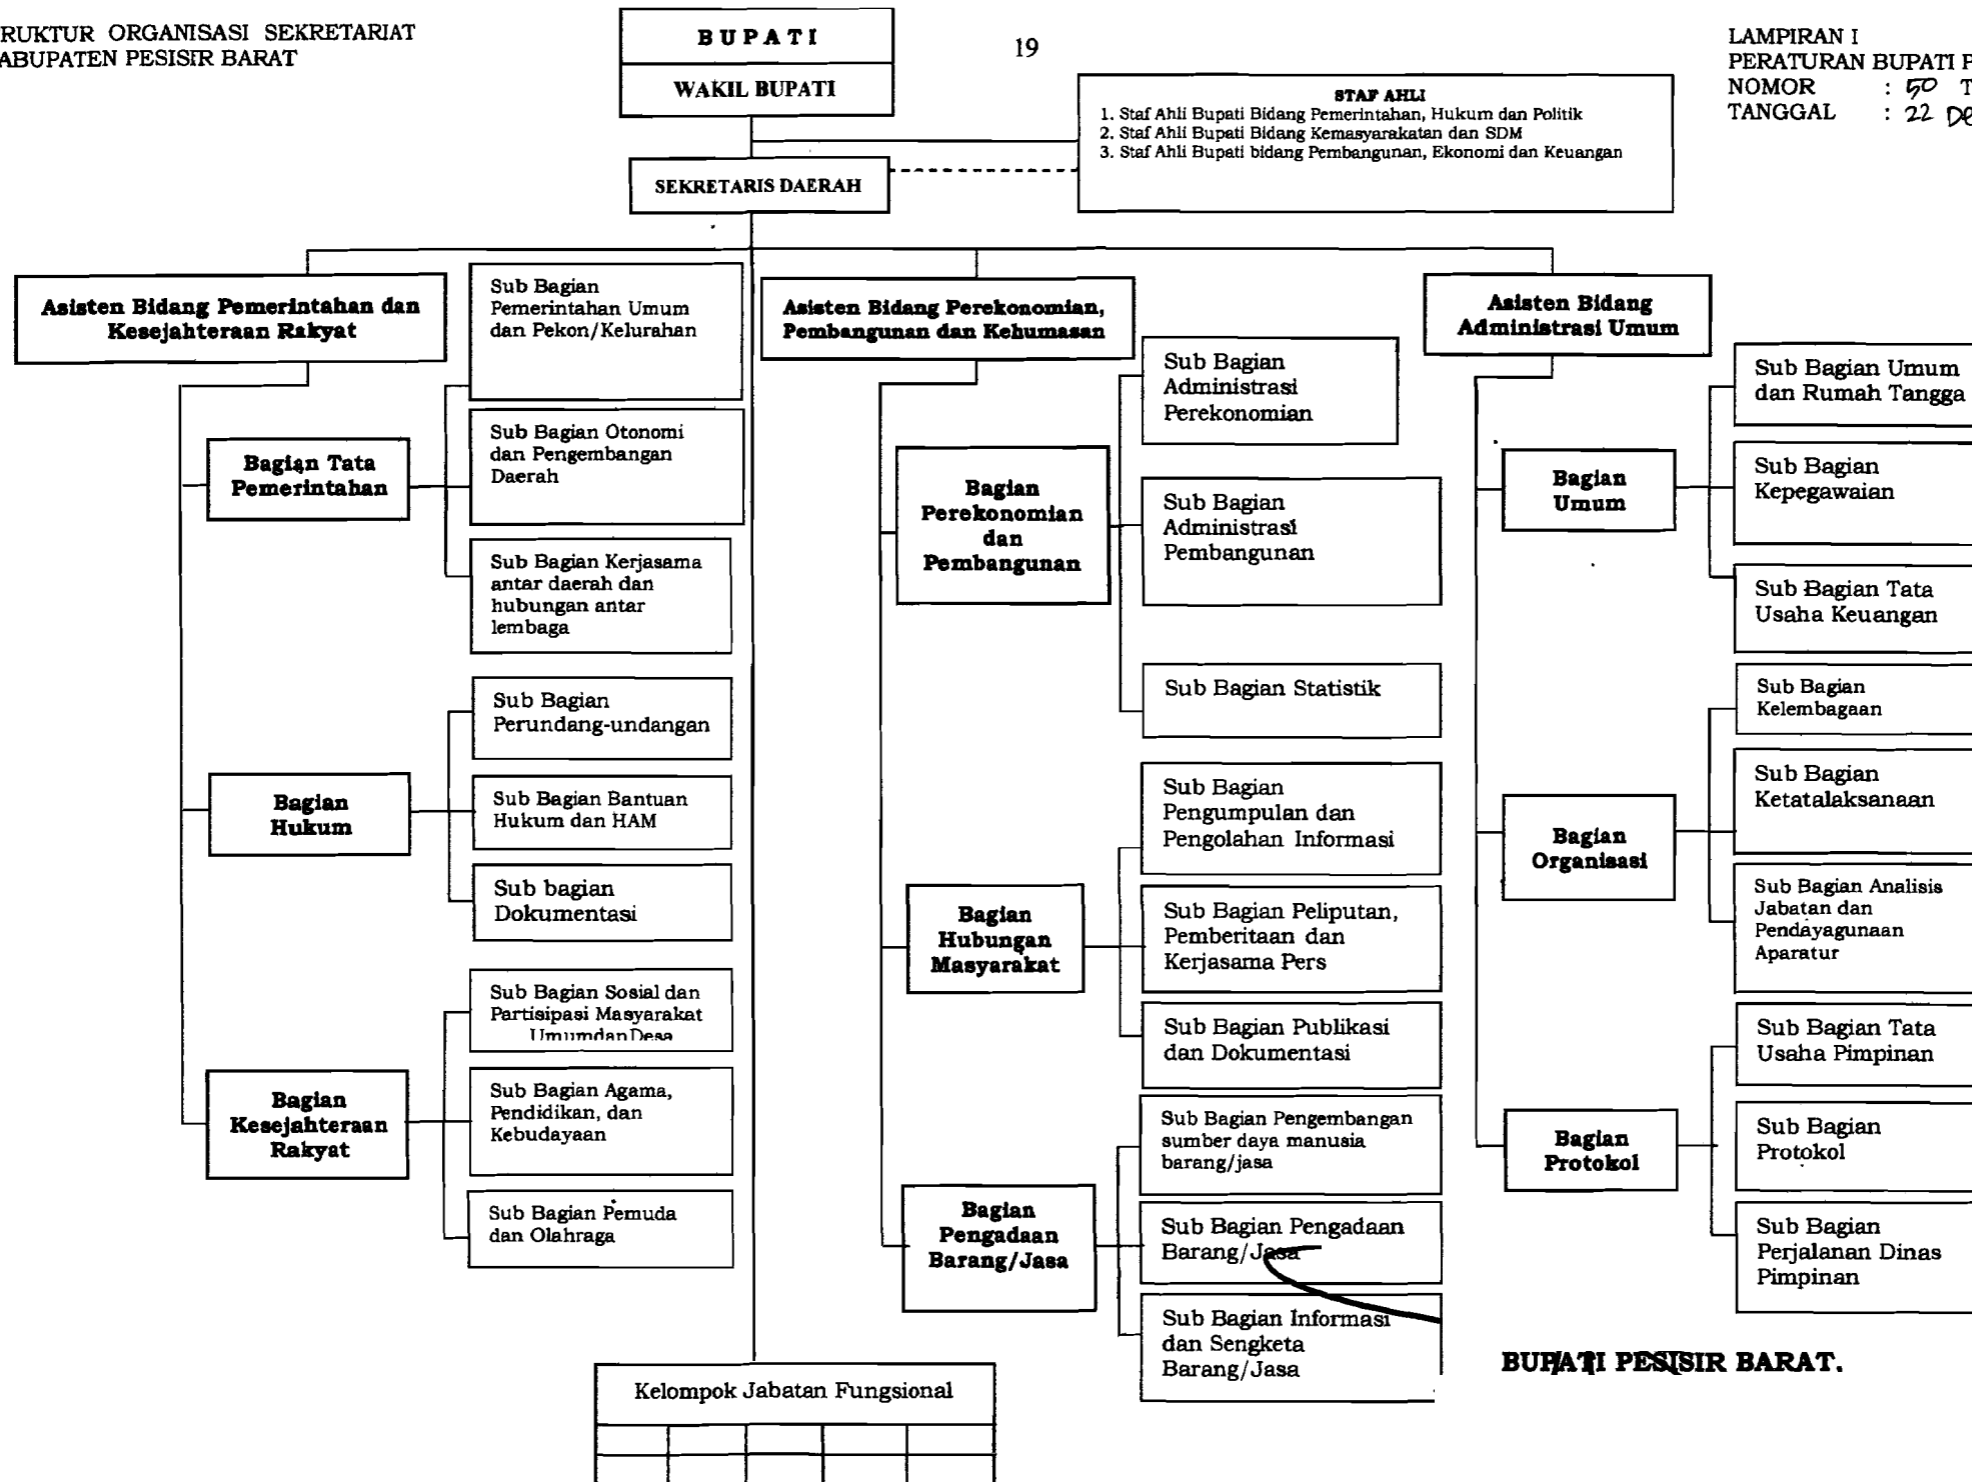 RUKTUR ORGANISASI SEKRETARIAT
ABUPATEN PESISIR BARAT
19
LAMPIRAN I
PERATURAN BUPATI P
NOMOR : 50 T
TANGGAL : 22 De
BUPATI
WAKIL BUPATI
STAF AHLI
1. Staf Ahli Bupati Bidang Pemerintahan, Hukum dan Politik
2. Staf Ahli Bupati Bidang Kemasyarakatan dan SDM
3. Staf Ahli Bupati bidang Pembangunan, Ekonomi dan Keuangan
SEKRETARIS DAERAH
Asisten Bidang Pemerintahan dan
Kesejahteraan Rakyat
Sub Bagian
Pemerintahan Umum
dan Pekon/Kelurahan
Bagian Tata
Pemerintahan
Sub Bagian Otonomi
dan Pengembangan
Daerah
Sub Bagian Kerjasama
antar daerah dan
hubungan antar
lembaga
Bagian
Hukum
Sub Bagian
Perundang-undangan
Sub Bagian Bantuan
Hukum dan HAM
Sub bagian
Dokumentasi
Bagian
Kesejahteraan
Rakyat
Sub Bagian Sosial dan
Partisipasi Masyarakat
Umum dan Desa
Sub Bagian Agama,
Pendidikan, dan
Kebudayaan
Sub Bagian Pemuda
dan Olahraga
Asisten Bidang Perekonomian,
Pembangunan dan Kehumasan
Bagian
Perekonomian
dan
Pembangunan
Sub Bagian
Administrasi
Perekonomian
Sub Bagian
Administrasi
Pembangunan
Sub Bagian Statistik
Bagian
Hubungan
Masyarakat
Sub Bagian
Pengumpulan dan
Pengolahan Informasi
Sub Bagian Peliputan,
Pemberitaan dan
Kerjasama Pers
Sub Bagian Publikasi
dan Dokumentasi
Bagian
Pengadaan
Barang/Jasa
Sub Bagian Pengembangan
sumber daya manusia
barang/jasa
Sub Bagian Pengadaan
Barang/Jasa
Sub Bagian Informasi
dan Sengketa
Barang/Jasa
Asisten Bidang
Administrasi Umum
Bagian
Umum
Sub Bagian Umum
dan Rumah Tangga
Sub Bagian
Kepegawaian
Sub Bagian Tata
Usaha Keuangan
Bagian
Organisasi
Sub Bagian
Kelembagaan
Sub Bagian
Ketatalaksanaan
Sub Bagian Analisis
Jabatan dan
Pendayagunaan
Aparatur
Bagian
Protokol
Sub Bagian Tata
Usaha Pimpinan
Sub Bagian
Protokol
Sub Bagian
Perjalanan Dinas
Pimpinan
Kelompok Jabatan Fungsional
BUPATI PESISIR BARAT.